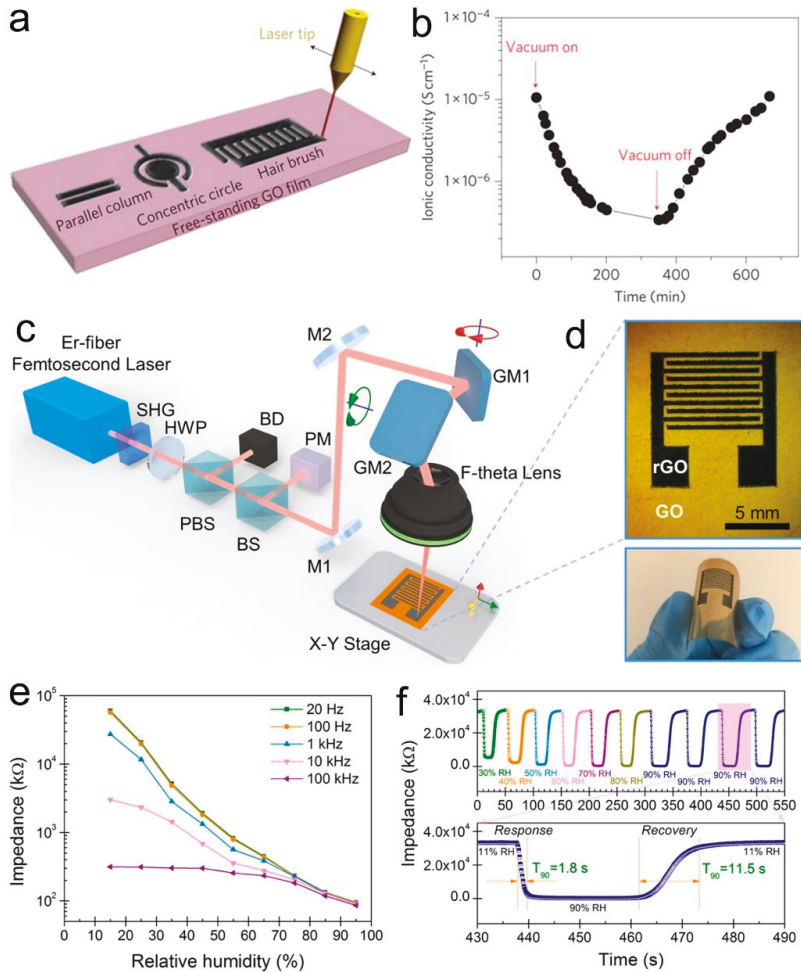 a
Laser tip
Parallel column
Concentric circle
Hair brush
Free-standing GO film
b
Ionic conductivity (S cm⁻¹)
1×10⁻⁴
1×10⁻⁵
1×10⁻⁶
Vacuum on
Vacuum off
0 200 400 600
Time (min)
c
Er-fiber
Femtosecond Laser
SHG
HWP
BD
PM
PBS
BS
M1
M2
GM1
GM2
F-theta Lens
X-Y Stage
d
rGO
GO
5 mm
e
Impedance (kΩ)
10⁵
10⁴
10³
10²
20 Hz
100 Hz
1 kHz
10 kHz
100 kHz
0 10 20 30 40 50 60 70 80 90 100
Relative humidity (%)
f
Impedance (kΩ)
4.0x10⁴
2.0x10⁴
0.0
30% RH
40% RH
50% RH
60% RH
70% RH
80% RH
90% RH
90% RH
90% RH
90% RH
0 50 100 150 200 250 300 350 400 450 500 550
4.0x10⁴
2.0x10⁴
0.0
Response
Recovery
11% RH
11% RH
T₉₀=1.8 s
T₉₀=11.5 s
90% RH
430 440 450 460 470 480 490
Time (s)